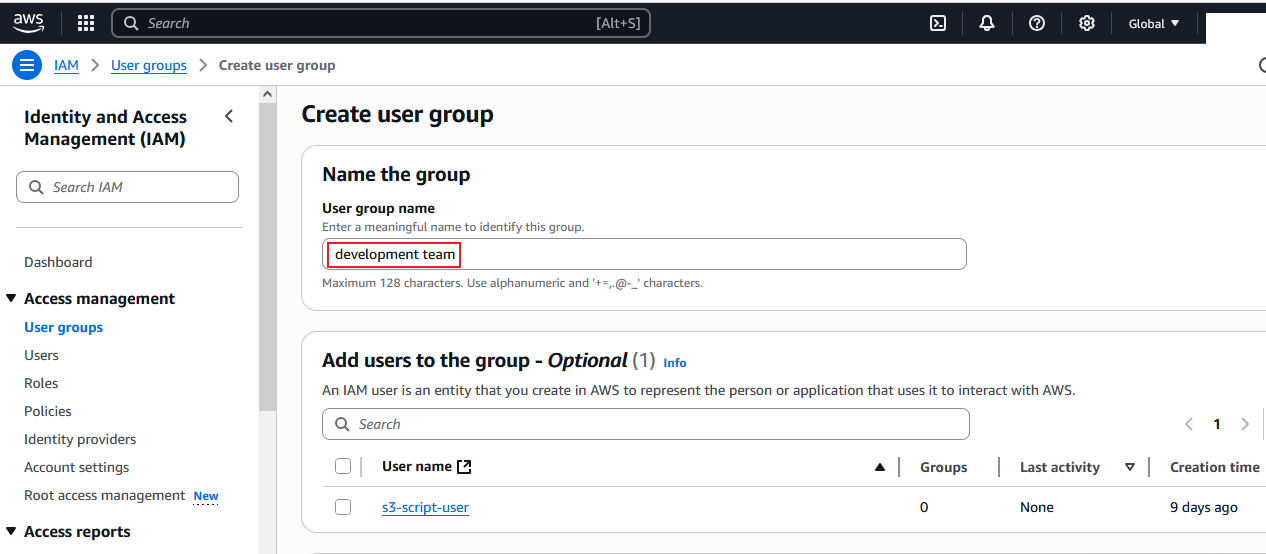 aws Search [Alt+S] Global
IAM > User groups > Create user group
Identity and Access
Management (IAM)
Search IAM
Dashboard
Access management
User groups
Users
Roles
Policies
Identity providers
Account settings
Root access management New
Access reports
Create user group
Name the group
User group name
Enter a meaningful name to identify this group.
development team
Maximum 128 characters. Use alphanumeric and '+=,.@-_' characters.
Add users to the group - Optional (1) Info
An IAM user is an entity that you create in AWS to represent the person or application that uses it to interact with AWS.
Search 1
User name Groups Last activity Creation time
s3-script-user 0 None 9 days ago